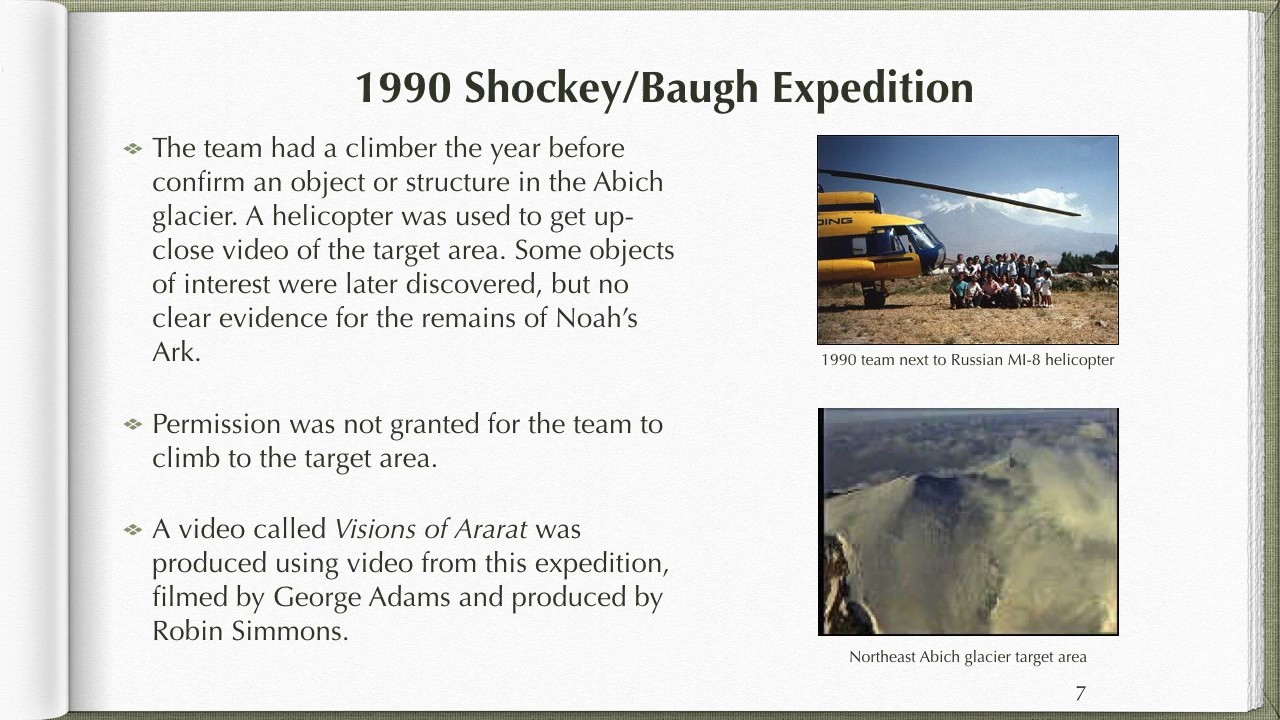 1990 Shockey/Baugh Expedition
The team had a climber the year before
confirm an object or structure in the Abich
glacier. A helicopter was used to get up-
close video of the target area. Some objects
of interest were later discovered, but no
clear evidence for the remains of Noah’s
Ark.
Permission was not granted for the team to
climb to the target area.
A video called Visions of Ararat was
produced using video from this expedition,
filmed by George Adams and produced by
Robin Simmons.
DING
1990 team next to Russian MI-8 helicopter
Northeast Abich glacier target area
7